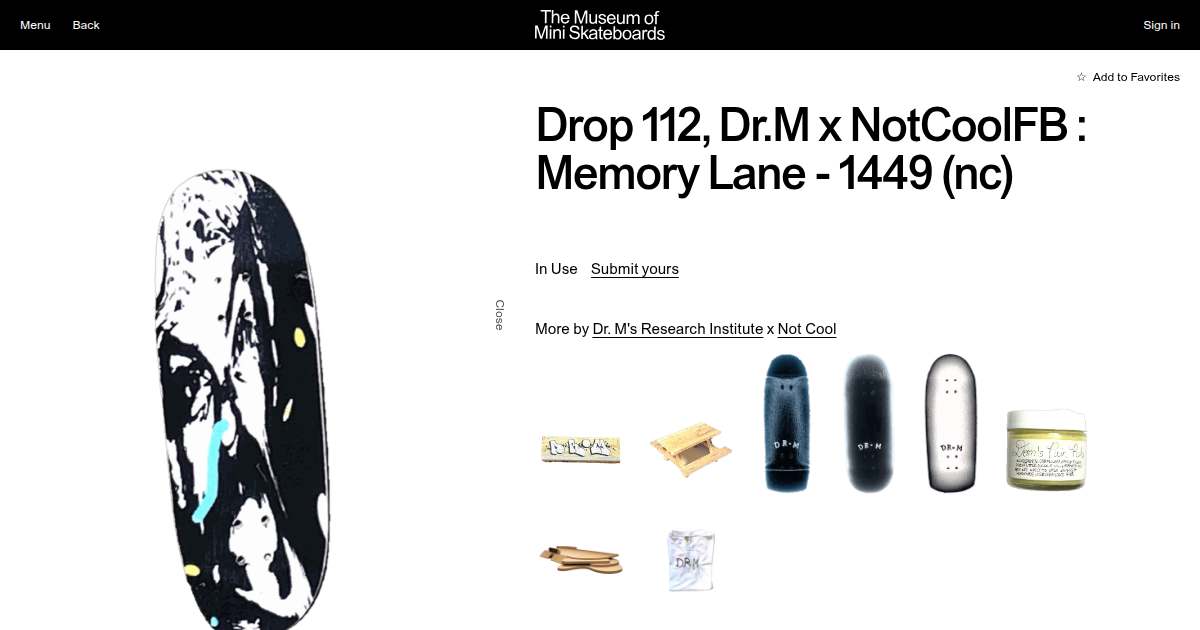 Menu
Back
The Museum of
Mini Skateboards
Sign in
☆ Add to Favorites
Drop 112, Dr.M x NotCoolFB :
Memory Lane - 1449 (nc)
In Use
Submit yours
Close
More by Dr. M's Research Institute x Not Cool
DR•M
DR•M
DR•M
DRM